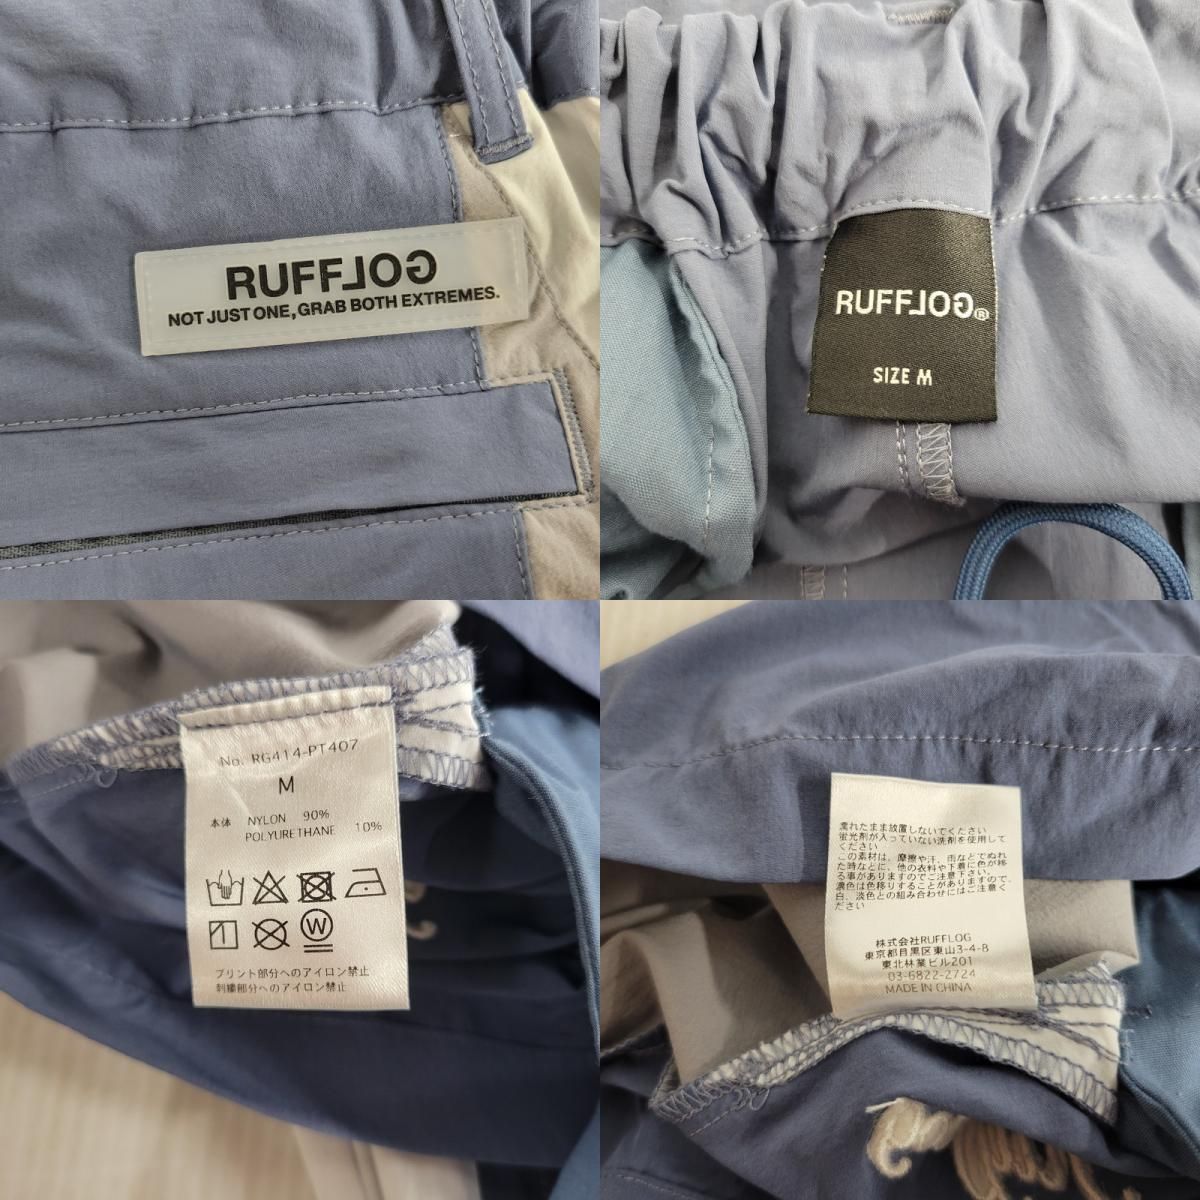 RUFFLOG
NOT JUST ONE, GRAB BOTH EXTREMES.
RUFFLOG®
SIZE M
No. RG414-PT407
M
本体 NYLON 90%
POLYURETHANE 10%
W
プリント部分へのアイロン禁止
刺繍部分へのアイロン禁止
濡れたまま放置しないでください
蛍光剤が入っていない洗剤を使用して
ください
この素材は、摩擦や汗、雨などでぬれ
た時などに、他の衣料や下着に色が移
る事がありますのでご注意下さい。
濃色は色移りすることがありますので、
白、淡色との組み合わせにはご注意く
ださい
株式会社RUFFLOG
東京都目黒区東山3-4-8
東北林業ビル201
03-6822-2724
MADE IN CHINA